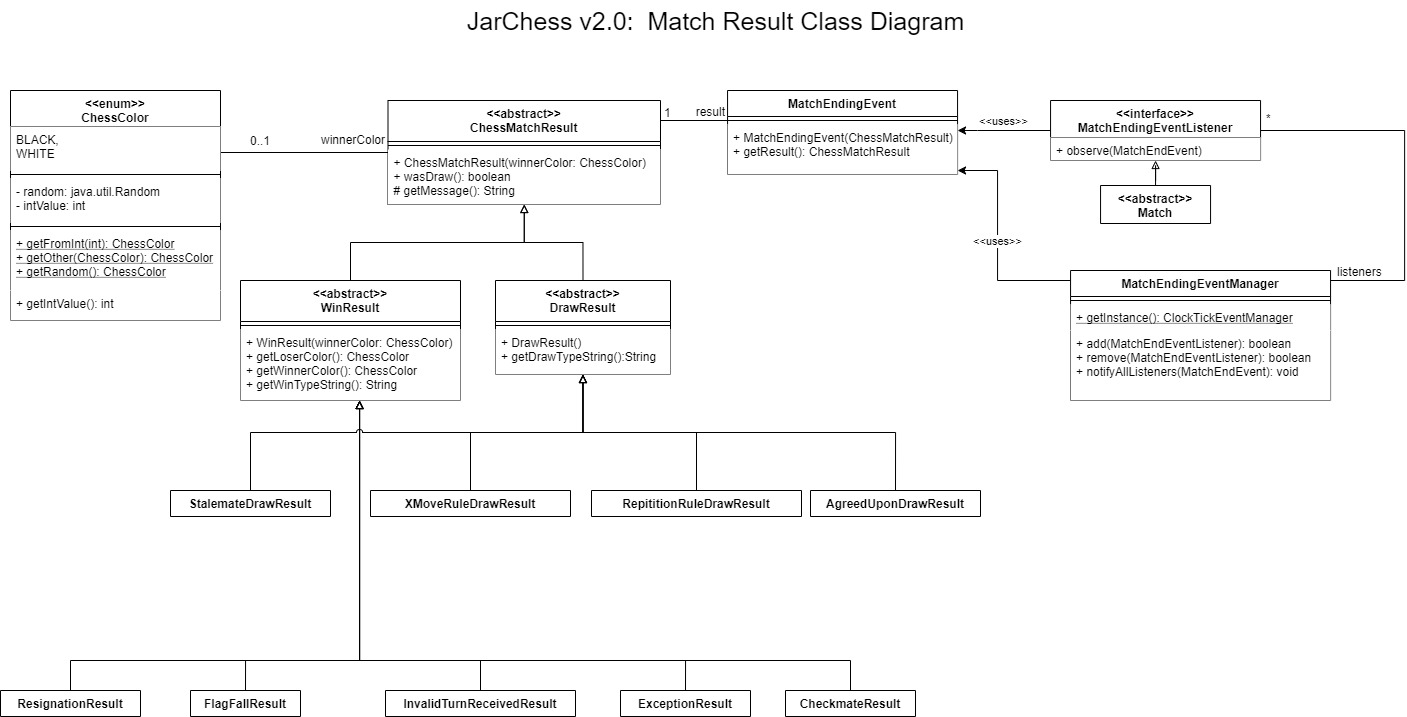 JarChess v2.0:  Match Result Class Diagram
<<enum>>
ChessColor
BLACK,
WHITE
- random: java.util.Random
- intValue: int
+ getFromInt(int): ChessColor
+ getOther(ChessColor): ChessColor
+ getRandom(): ChessColor
+ getIntValue(): int
0..1
winnerColor
<<abstract>>
ChessMatchResult
+ ChessMatchResult(winnerColor: ChessColor)
+ wasDraw(): boolean
# getMessage(): String
1
result
MatchEndingEvent
+ MatchEndingEvent(ChessMatchResult)
+ getResult(): ChessMatchResult
<<uses>>
<<interface>>
MatchEndingEventListener
+ observe(MatchEndEvent)
*
<<abstract>>
Match
<<uses>>
listeners
MatchEndingEventManager
+ getInstance(): ClockTickEventManager
+ add(MatchEndEventListener): boolean
+ remove(MatchEndEventListener): boolean
+ notifyAllListeners(MatchEndEvent): void
<<abstract>>
WinResult
+ WinResult(winnerColor: ChessColor)
+ getLoserColor(): ChessColor
+ getWinnerColor(): ChessColor
+ getWinTypeString(): String
<<abstract>>
DrawResult
+ DrawResult()
+ getDrawTypeString():String
StalemateDrawResult
XMoveRuleDrawResult
RepititionRuleDrawResult
AgreedUponDrawResult
ResignationResult
FlagFallResult
InvalidTurnReceivedResult
ExceptionResult
CheckmateResult